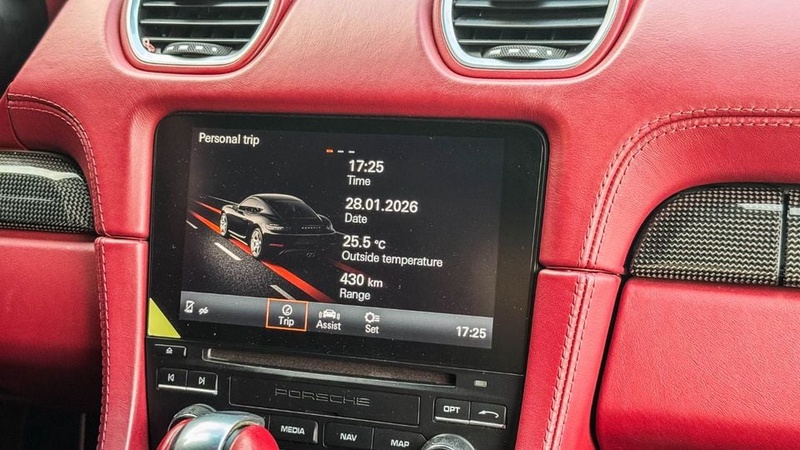 Personal trip
17:25
Time
28.01.2026
Date
25.5 °C
Outside temperature
430 km
Range
Trip
Assist
Set
17:25
PORSCHE
OPT
MEDIA
NAV
MAP